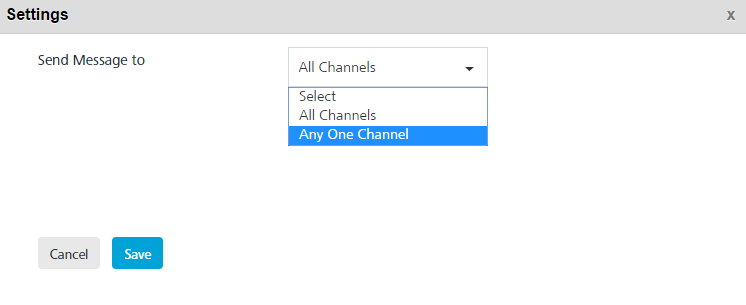 Settings
x
Send Message to
All Channels
Select
All Channels
Any One Channel
Cancel
Save